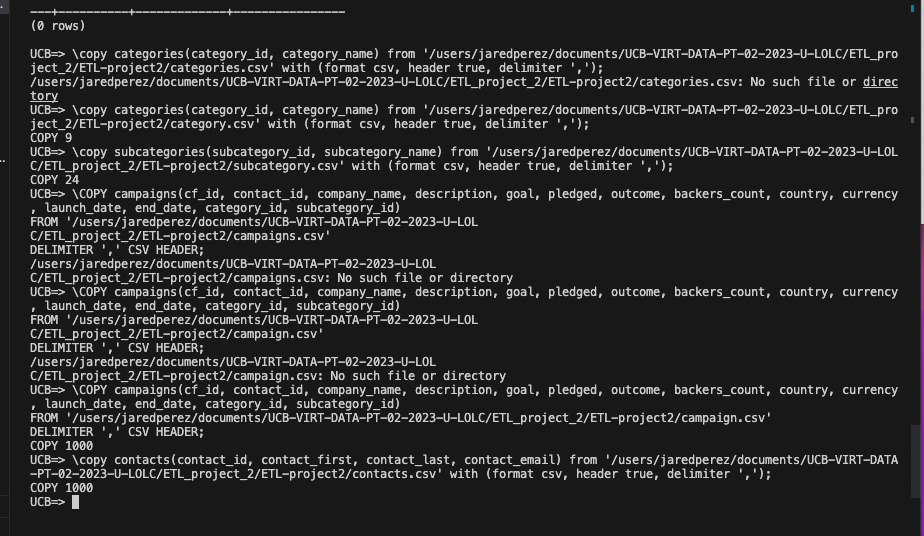 ---+----------+-------------+----------------
(0 rows)
UCB=> \copy categories(category_id, category_name) from '/users/jaredperez/documents/UCB-VIRT-DATA-PT-02-2023-U-LOLC/ETL_pro
ject_2/ETL-project2/categories.csv' with (format csv, header true, delimiter ',');
/users/jaredperez/documents/UCB-VIRT-DATA-PT-02-2023-U-LOLC/ETL_project_2/ETL-project2/categories.csv: No such file or direc
tory
UCB=> \copy categories(category_id, category_name) from '/users/jaredperez/documents/UCB-VIRT-DATA-PT-02-2023-U-LOLC/ETL_pro
ject_2/ETL-project2/category.csv' with (format csv, header true, delimiter ',');
COPY 9
UCB=> \copy subcategories(subcategory_id, subcategory_name) from '/users/jaredperez/documents/UCB-VIRT-DATA-PT-02-2023-U-LOL
C/ETL_project_2/ETL-project2/subcategory.csv' with (format csv, header true, delimiter ',');
COPY 24
UCB=> \COPY campaigns(cf_id, contact_id, company_name, description, goal, pledged, outcome, backers_count, country, currency
, launch_date, end_date, category_id, subcategory_id)
FROM '/users/jaredperez/documents/UCB-VIRT-DATA-PT-02-2023-U-LOL
C/ETL_project_2/ETL-project2/campaigns.csv'
DELIMITER ',' CSV HEADER;
/users/jaredperez/documents/UCB-VIRT-DATA-PT-02-2023-U-LOL
C/ETL_project_2/ETL-project2/campaigns.csv: No such file or directory
UCB=> \COPY campaigns(cf_id, contact_id, company_name, description, goal, pledged, outcome, backers_count, country, currency
, launch_date, end_date, category_id, subcategory_id)
FROM '/users/jaredperez/documents/UCB-VIRT-DATA-PT-02-2023-U-LOL
C/ETL_project_2/ETL-project2/campaign.csv'
DELIMITER ',' CSV HEADER;
/users/jaredperez/documents/UCB-VIRT-DATA-PT-02-2023-U-LOL
C/ETL_project_2/ETL-project2/campaign.csv: No such file or directory
UCB=> \COPY campaigns(cf_id, contact_id, company_name, description, goal, pledged, outcome, backers_count, country, currency
, launch_date, end_date, category_id, subcategory_id)
FROM '/users/jaredperez/documents/UCB-VIRT-DATA-PT-02-2023-U-LOLC/ETL_project_2/ETL-project2/campaign.csv'
DELIMITER ',' CSV HEADER;
COPY 1000
UCB=> \copy contacts(contact_id, contact_first, contact_last, contact_email) from '/users/jaredperez/documents/UCB-VIRT-DATA
-PT-02-2023-U-LOLC/ETL_project_2/ETL-project2/contacts.csv' with (format csv, header true, delimiter ',');
COPY 1000
UCB=>